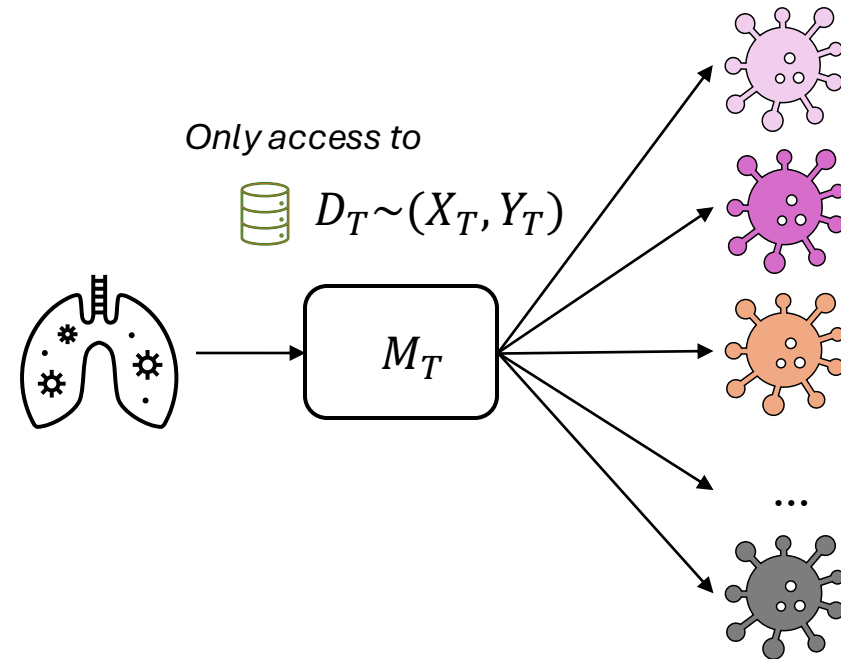 Only access to
D_T~(X_T, Y_T)
M_T
...